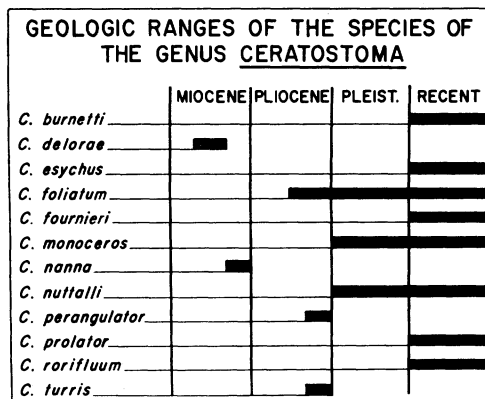 GEOLOGIC RANGES OF THE SPECIES OF
THE GENUS CERATOSTOMA
MIOCENE PLIOCENE PLEIST. RECENT
C. burnetti
C. delorae
C. esychus
C. foliatum
C. fournieri
C. monoceros
C. nanna
C. nuttalli
C. perangulator
C. prolator
C. rorifluum
C. turris